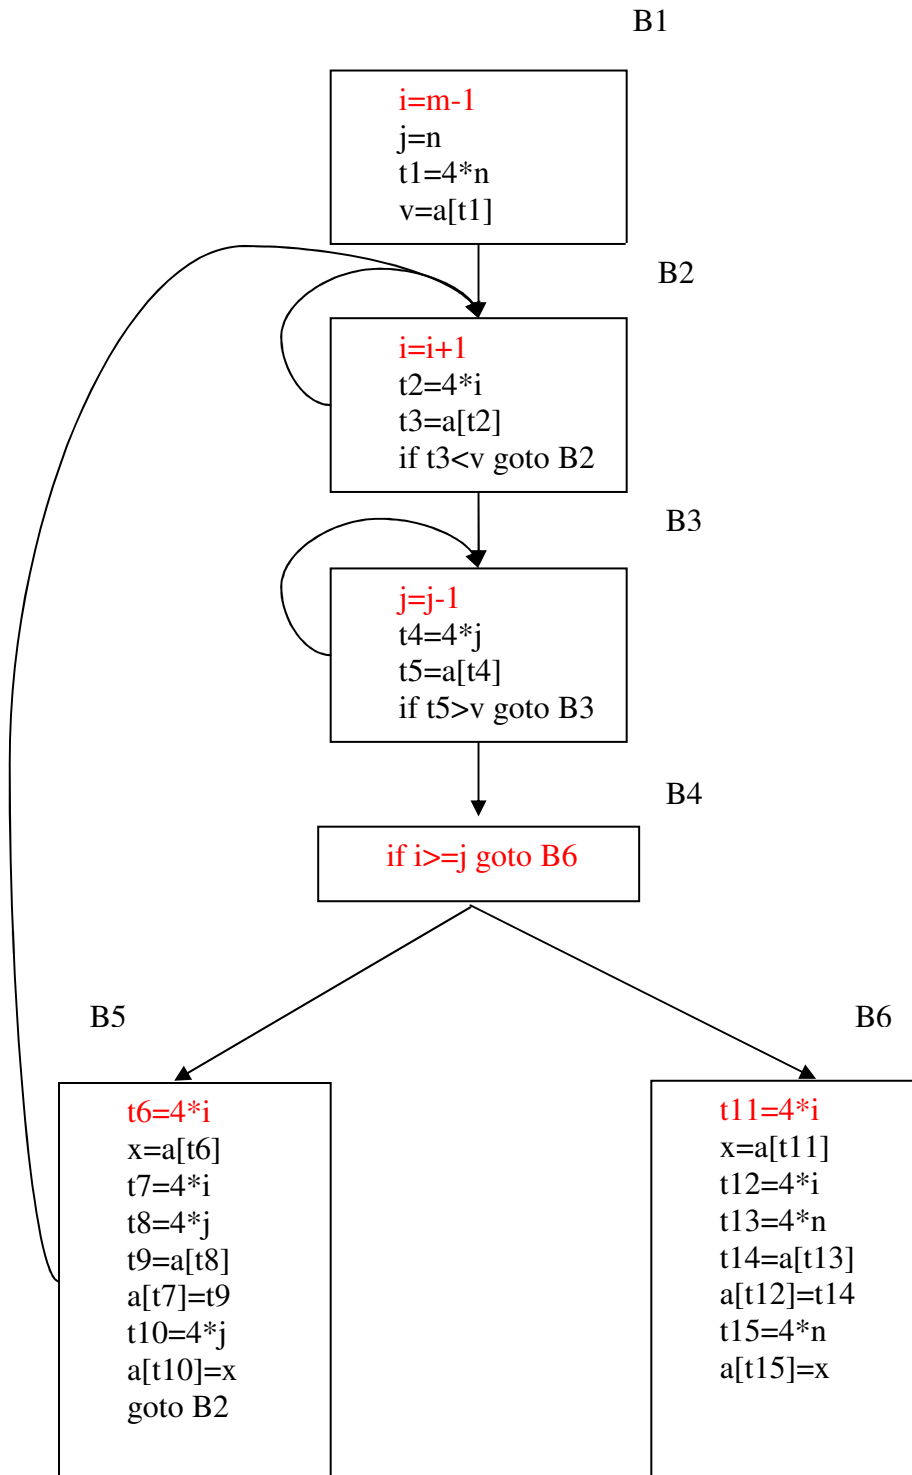 B1
i=m-1
j=n
t1=4*n
v=a[t1]
B2
i=i+1
t2=4*i
t3=a[t2]
if t3<v goto B2
B3
j=j-1
t4=4*j
t5=a[t4]
if t5>v goto B3
B4
if i>=j goto B6
B5
t6=4*i
x=a[t6]
t7=4*i
t8=4*j
t9=a[t8]
a[t7]=t9
t10=4*j
a[t10]=x
goto B2
B6
t11=4*i
x=a[t11]
t12=4*i
t13=4*n
t14=a[t13]
a[t12]=t14
t15=4*n
a[t15]=x